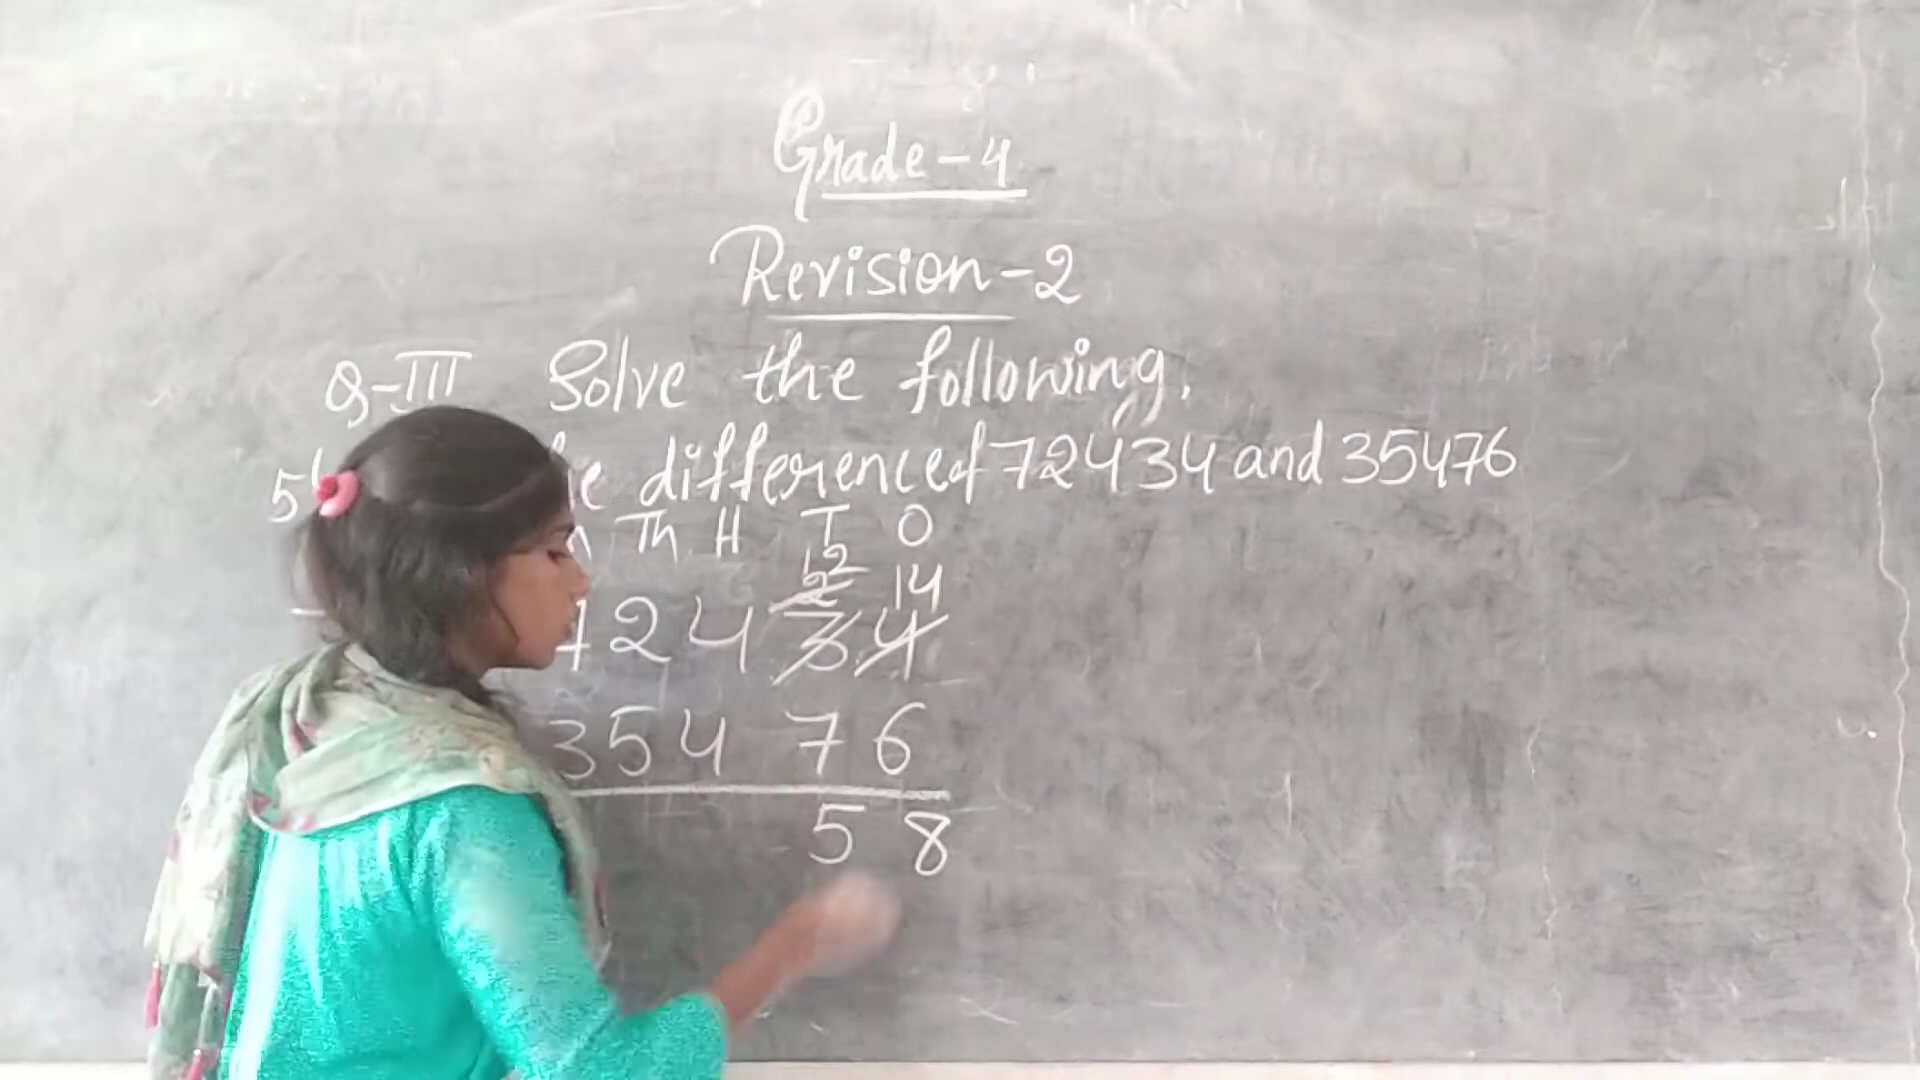 Grade-4
Revision-2
Q-III Solve the following.
5 difference of 72434 and 35476
Th H T O
12
2 14
7 2 4 3 4
3 5 4 7 6
5 8